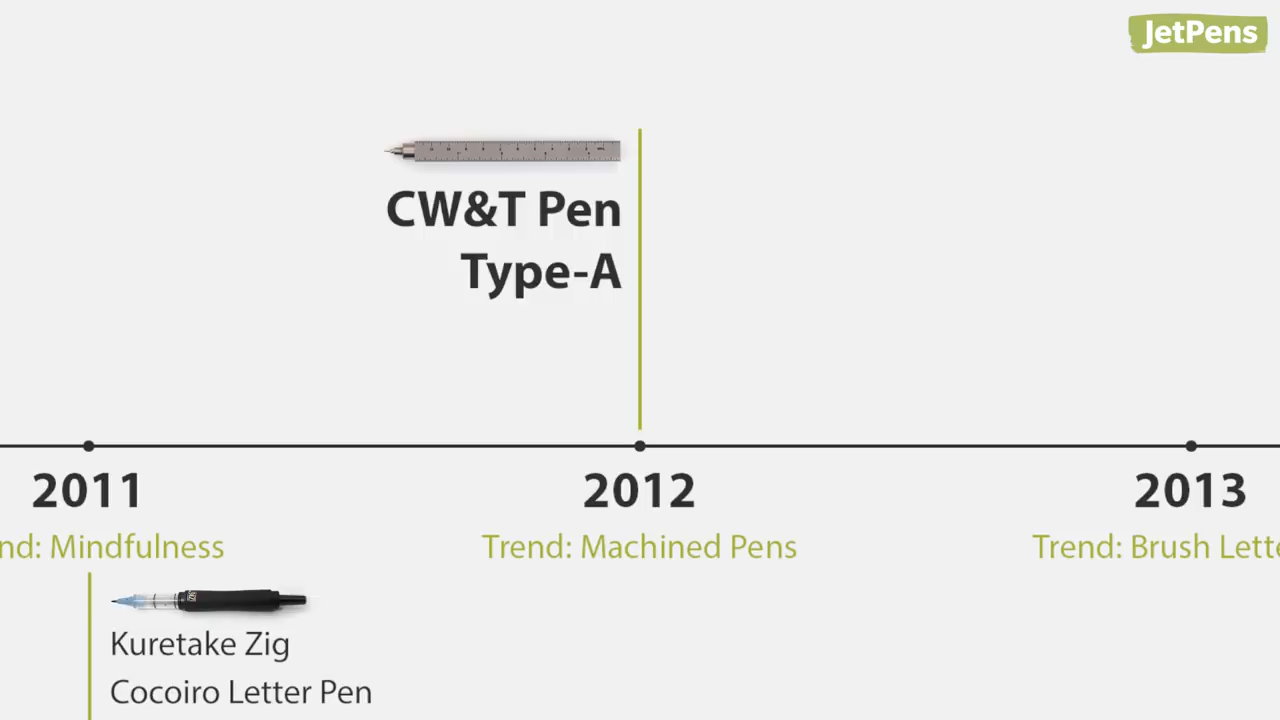 JetPens
CW&T Pen
Type-A
2011
2012
2013
nd: Mindfulness
Trend: Machined Pens
Trend: Brush Lette
Kuretake Zig
Cocoiro Letter Pen